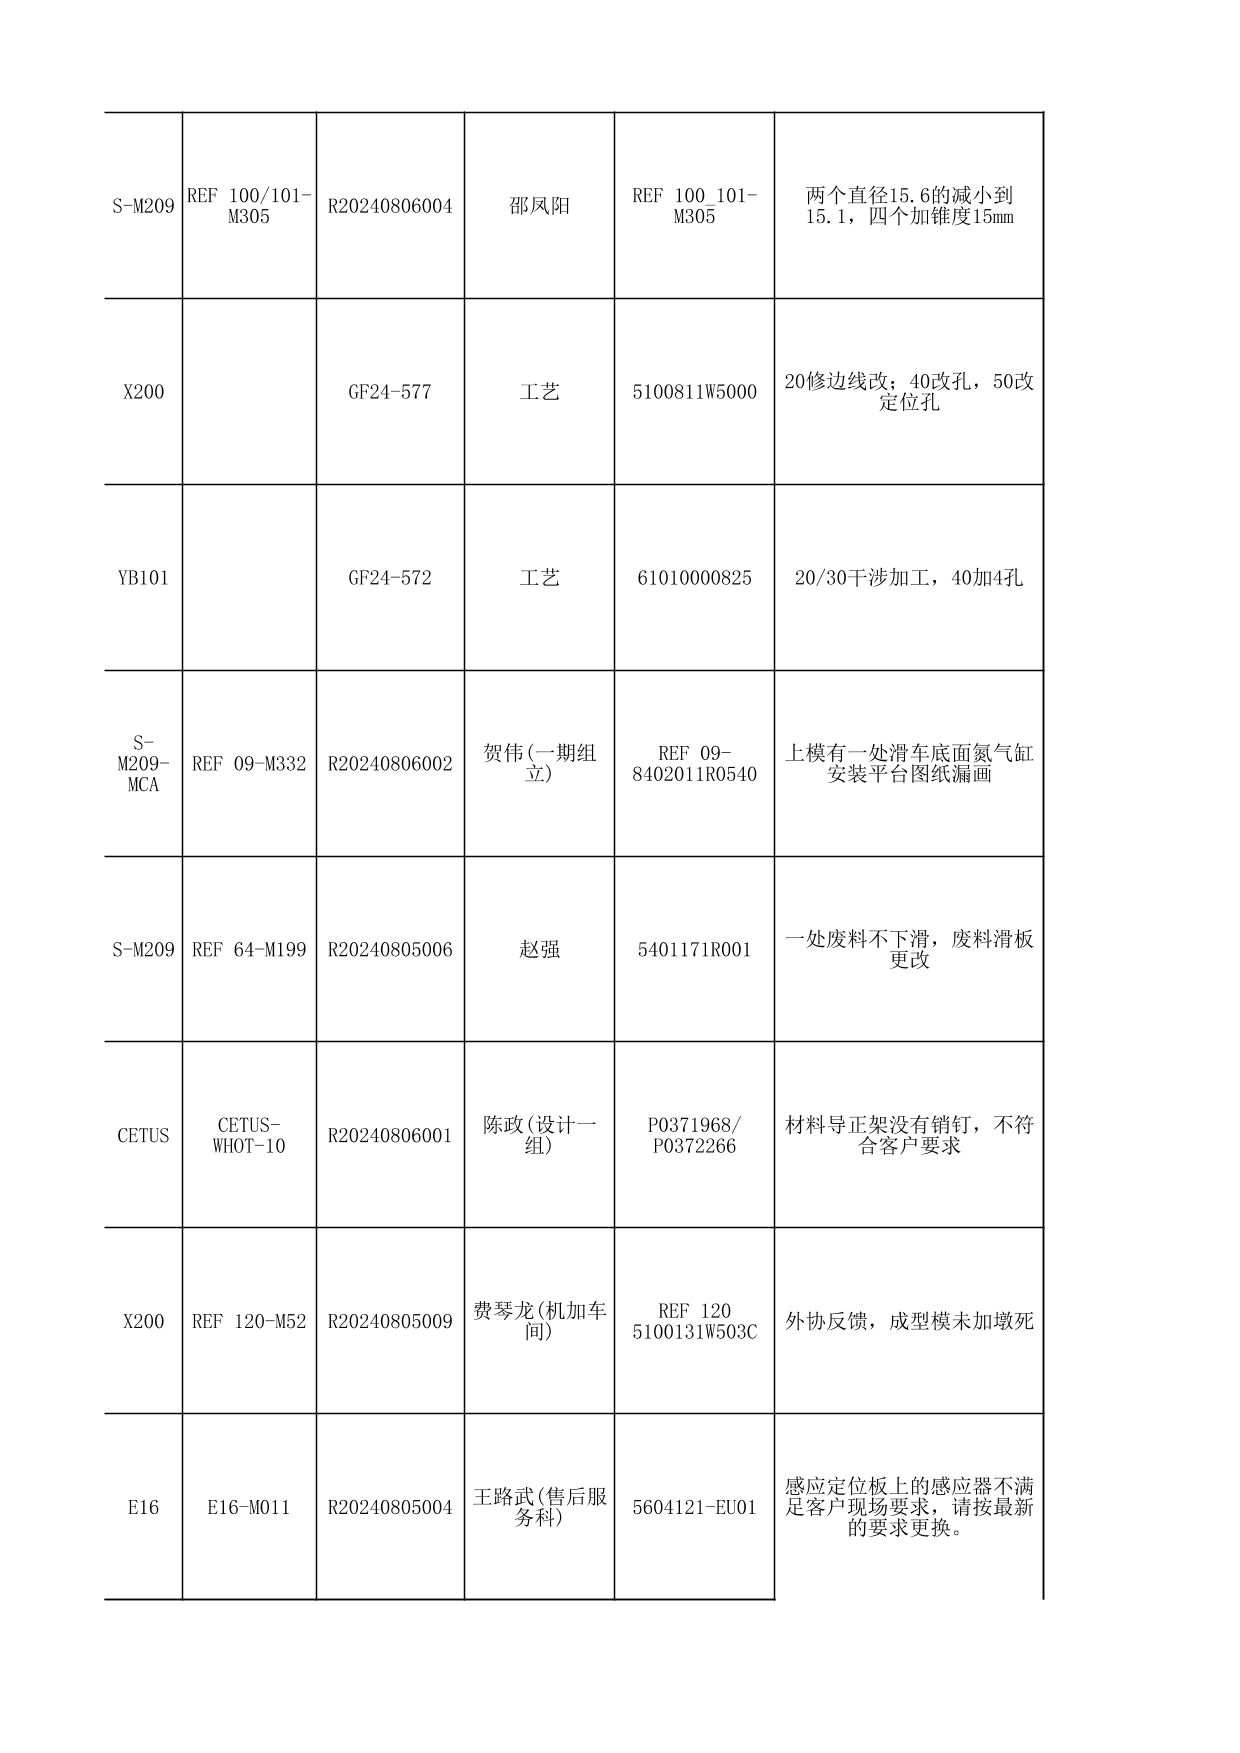 S-M209
REF 100/101-
M305
R20240806004
邵凤阳
REF 100_101-
M305
两个直径15.6的减小到
15.1，四个加锥度15mm
X200
GF24-577
工艺
5100811W5000
20修边线改；40改孔，50改
定位孔
YB101
GF24-572
工艺
61010000825
20/30干涉加工，40加4孔
S-
M209-
MCA
REF 09-M332
R20240806002
贺伟(一期组
立)
REF 09-
8402011R0540
上模有一处滑车底面氮气缸
安装平台图纸漏画
S-M209
REF 64-M199
R20240805006
赵强
5401171R001
一处废料不下滑，废料滑板
更改
CETUS
CETUS-
WHOT-10
R20240806001
陈政(设计一
组)
P0371968/
P0372266
材料导正架没有销钉，不符
合客户要求
X200
REF 120-M52
R20240805009
费琴龙(机加车
间)
REF 120
5100131W503C
外协反馈，成型模未加墩死
E16
E16-M011
R20240805004
王路武(售后服
务科)
5604121-EU01
感应定位板上的感应器不满
足客户现场要求，请按最新
的要求更换。